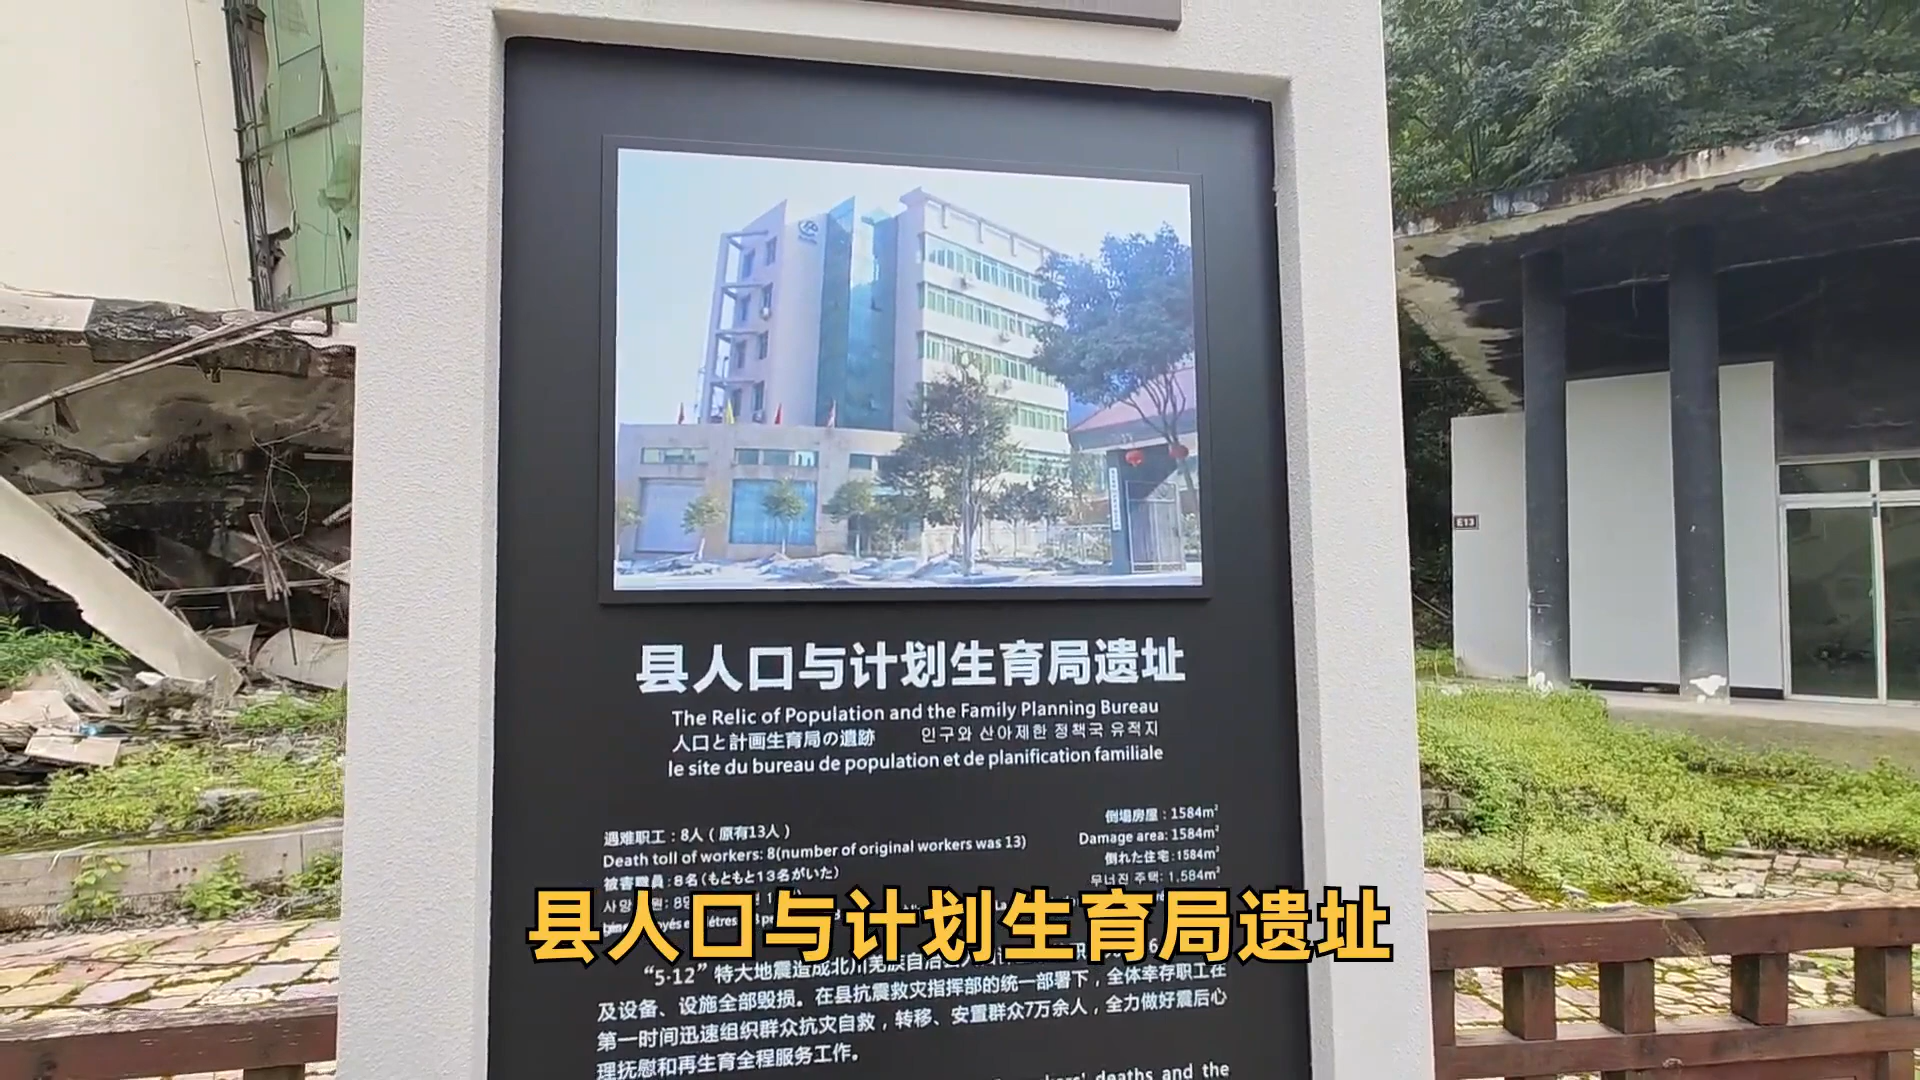 县人口与计划生育局遗址
The Relic of Population and the Family Planning Bureau
人口と計画生育局の遺跡 인구와 산아제한 정책국 유적지
le site du bureau de population et de planification familiale
遇难职工：8人（原有13人）
Death toll of workers: 8(number of original workers was 13)
被害職員：8名（もともと13名がいた）
倒塌房屋：1584m²
Damage area: 1584m²
倒れた住宅:1584m²
무너진 주택: 1,584m²
县人口与计划生育局遗址
“5·12”特大地震造成北川羌族自治县
及设备、设施全部毁损。在县抗震救灾指挥部的统一部署下，全体幸存职工在
第一时间迅速组织群众抗灾自救，转移、安置群众7万余人，全力做好震后心
理抚慰和再生育全程服务工作。
deaths and the
E13